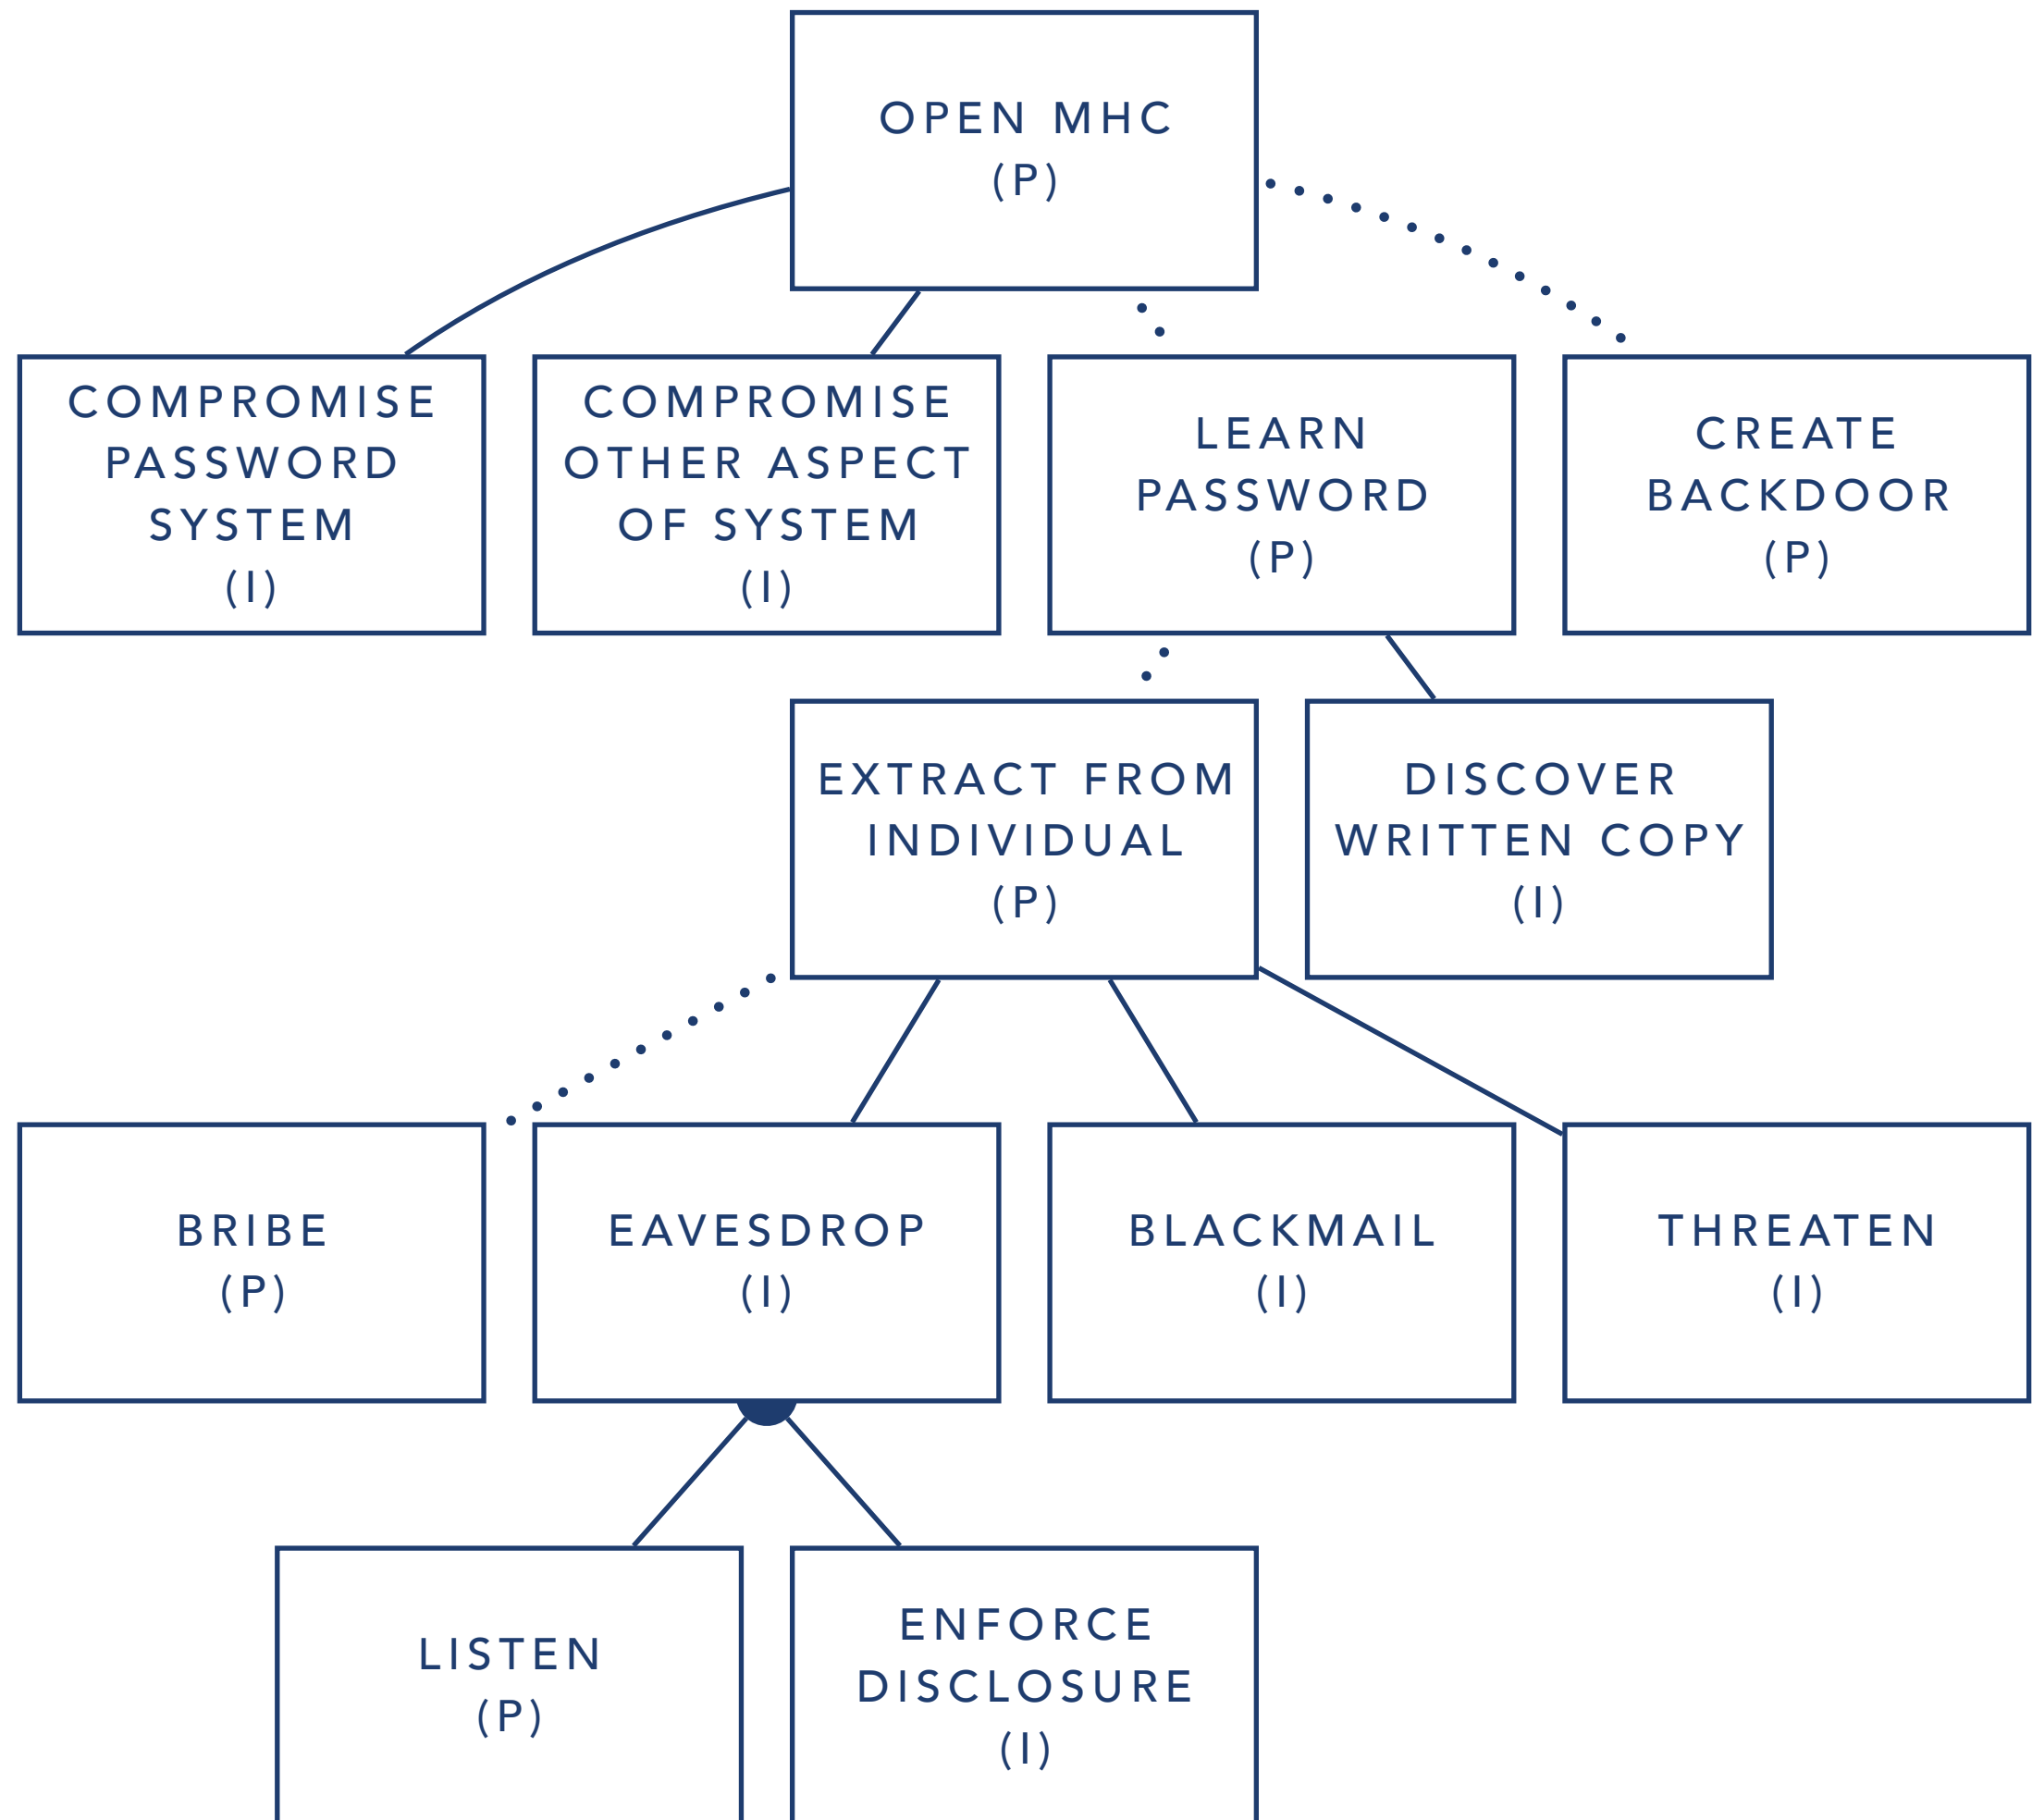 OPEN MHC
(P)
COMPROMISE
PASSWORD
SYSTEM
(I)
COMPROMISE
OTHER ASPECT
OF SYSTEM
(I)
LEARN
PASSWORD
(P)
CREATE
BACKDOOR
(P)
EXTRACT FROM
INDIVIDUAL
(P)
DISCOVER
WRITTEN COPY
(I)
BRIBE
(P)
EAVESDROP
(I)
BLACKMAIL
(I)
THREATEN
(I)
LISTEN
(P)
ENFORCE
DISCLOSURE
(I)